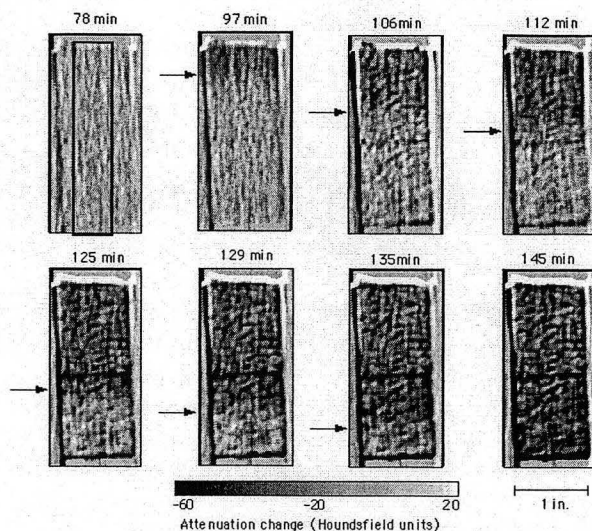 78 min 97 min 106min 112 min
125 min 129 min 135min 145 min
-60 -20 20
Attenuation change (Houndsfield units)
1 in.